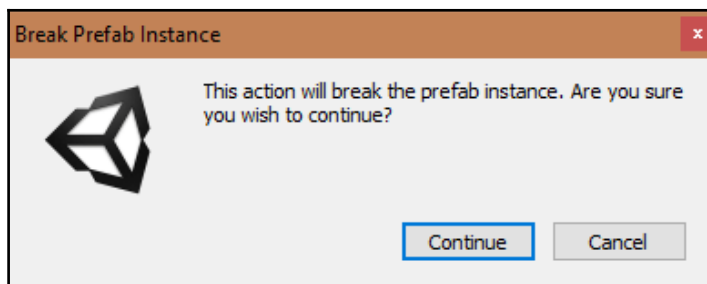 Break Prefab Instance
x
This action will break the prefab instance. Are you sure
you wish to continue?
Continue Cancel